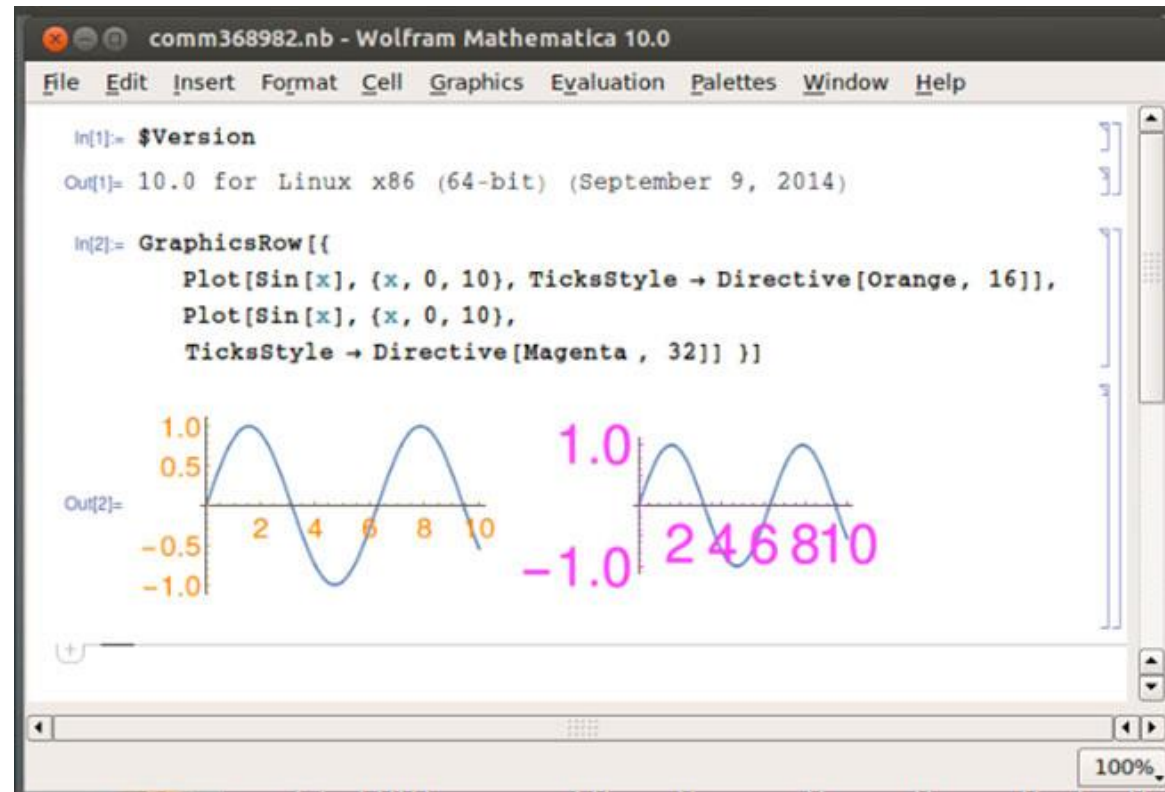 comm368982.nb - Wolfram Mathematica 10.0
File Edit Insert Format Cell Graphics Evaluation Palettes Window Help
In[1]:= $Version
Out[1]= 10.0 for Linux x86 (64-bit) (September 9, 2014)
In[2]:= GraphicsRow[{
Plot[Sin[x], {x, 0, 10}, TicksStyle → Directive[Orange, 16]],
Plot[Sin[x], {x, 0, 10},
TicksStyle → Directive[Magenta , 32]] }]
Out[2]=
1.0
0.5
-0.5
-1.0
2 4 6 8 10
1.0
-1.0
2 4 6 8 10
100%